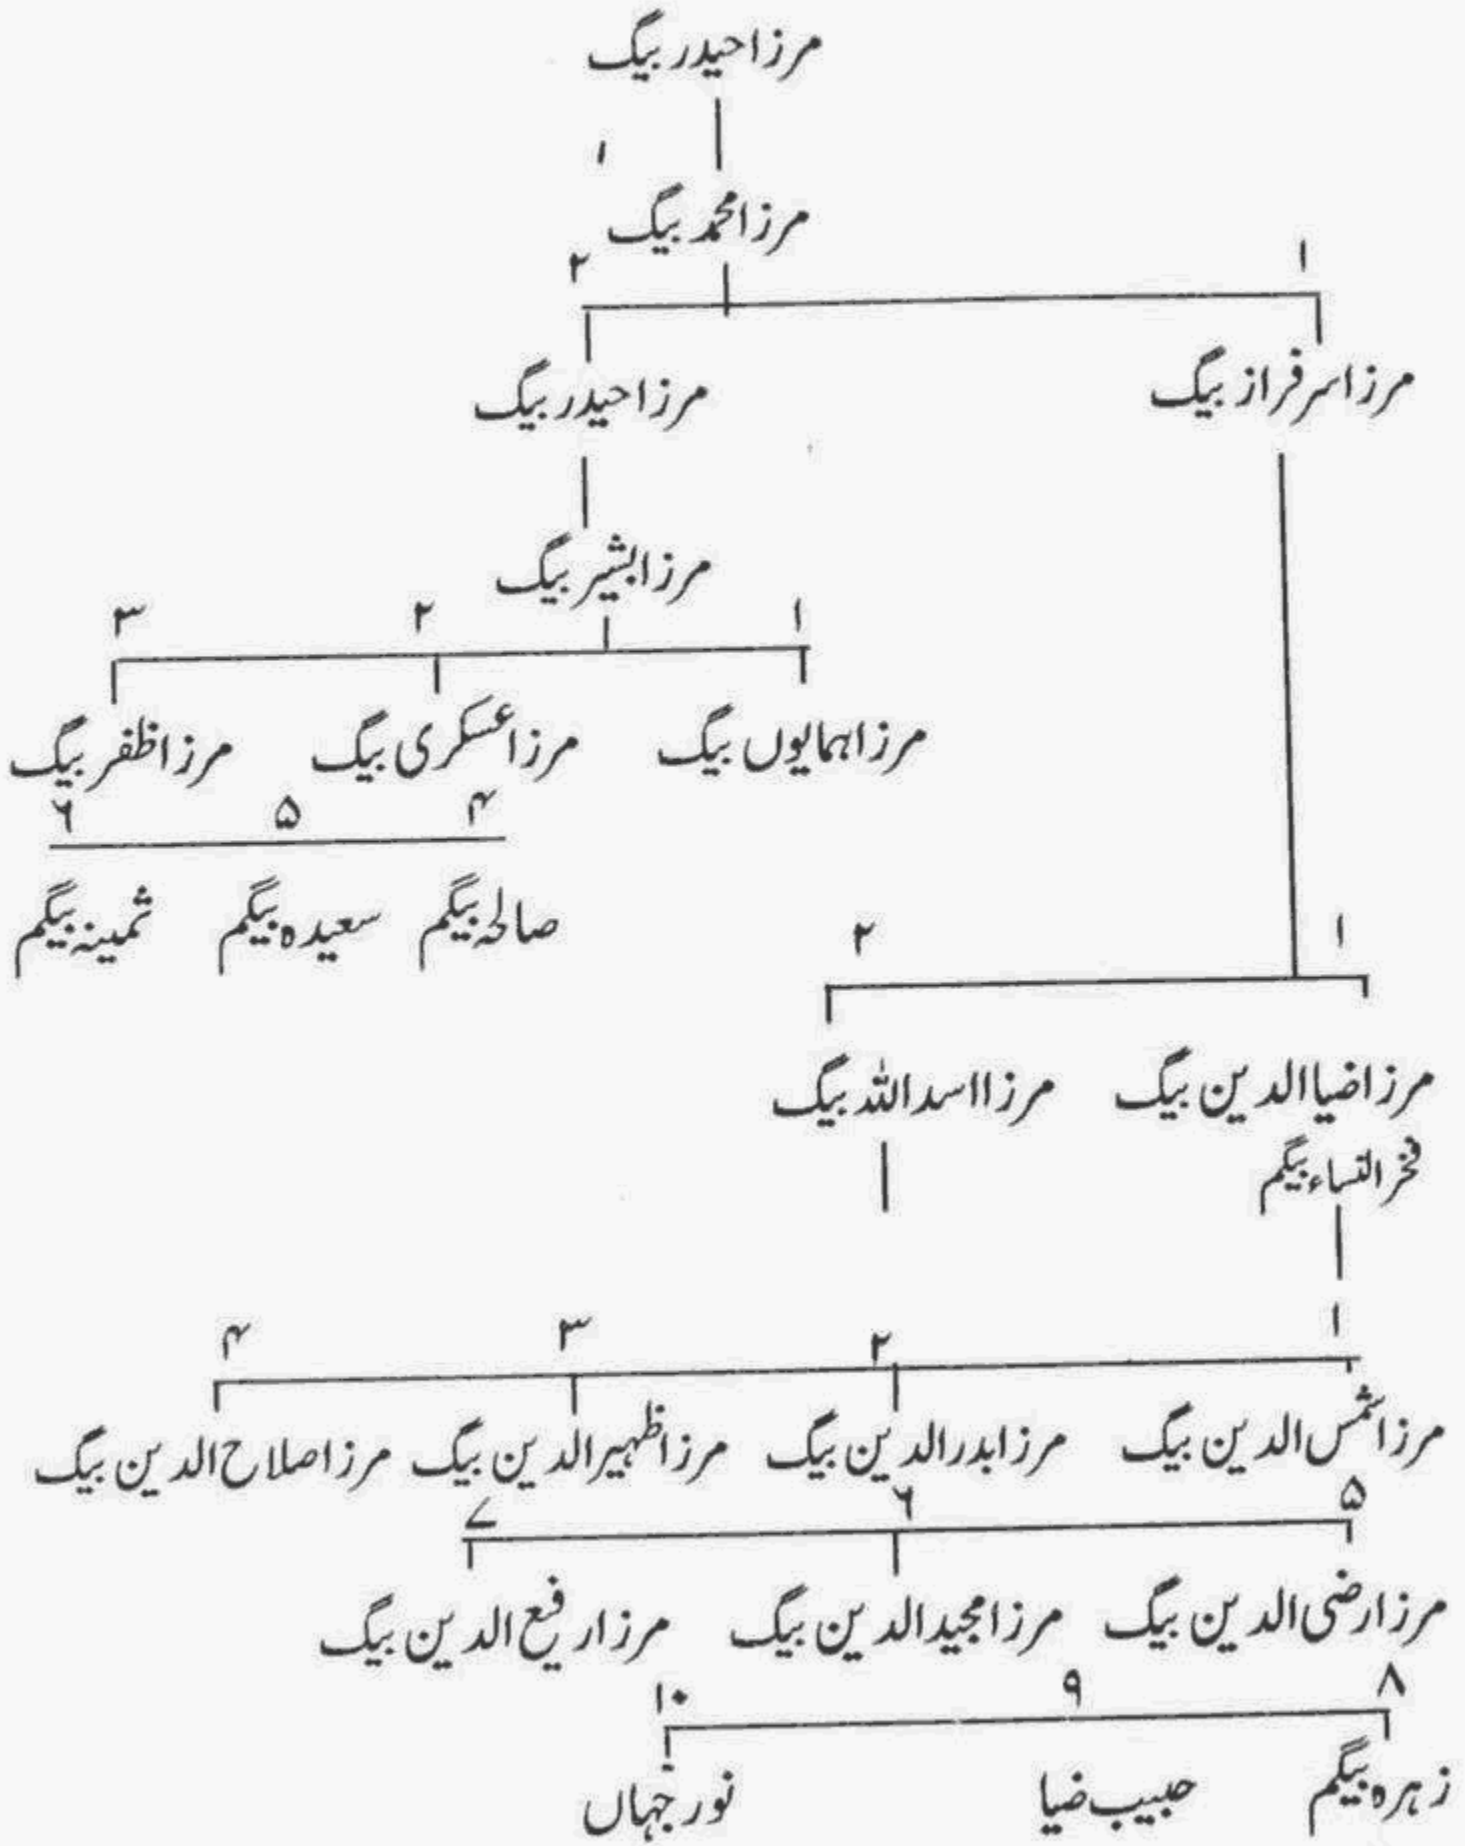 مرزا حیدر بیگ
۱
مرزا محمد بیگ
۱ ۲
مرزا سرفراز بیگ مرزا حیدر بیگ
مرزا بشیر بیگ
۱ ۲ ۳
مرزا ہمایوں بیگ مرزا عسکری بیگ مرزا ظفر بیگ
۴ ۵ ۶
صالحہ بیگم سعیدہ بیگم ثمینہ بیگم
۱ ۲
مرزا ضیا الدین بیگ مرزا اسد اللہ بیگ
فخر النساء بیگم
۱ ۲ ۳ ۴
مرزا شمس الدین بیگ مرزا بدر الدین بیگ مرزا ظہیر الدین بیگ مرزا صلاح الدین بیگ
۵ ۶ ۷
مرزا رضی الدین بیگ مرزا مجید الدین بیگ مرزا رفیع الدین بیگ
۸ ۹ ۱۰
زہرہ بیگم حبیب ضیا نور جہاں